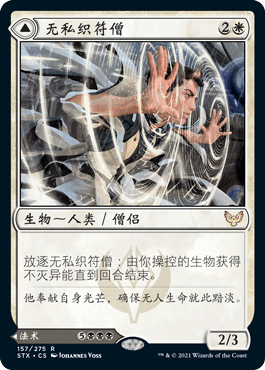 无私织符僧 2
生物～人类／僧侣
放逐无私织符僧：由你操控的生物获得
不灭异能直到回合结束。
他奉献自身光芒，确保无人生命就此黯淡。
法术 5
2/3
157/275 R
STX • CS Johannes Voss
™ & © 2021 Wizards of the Coast